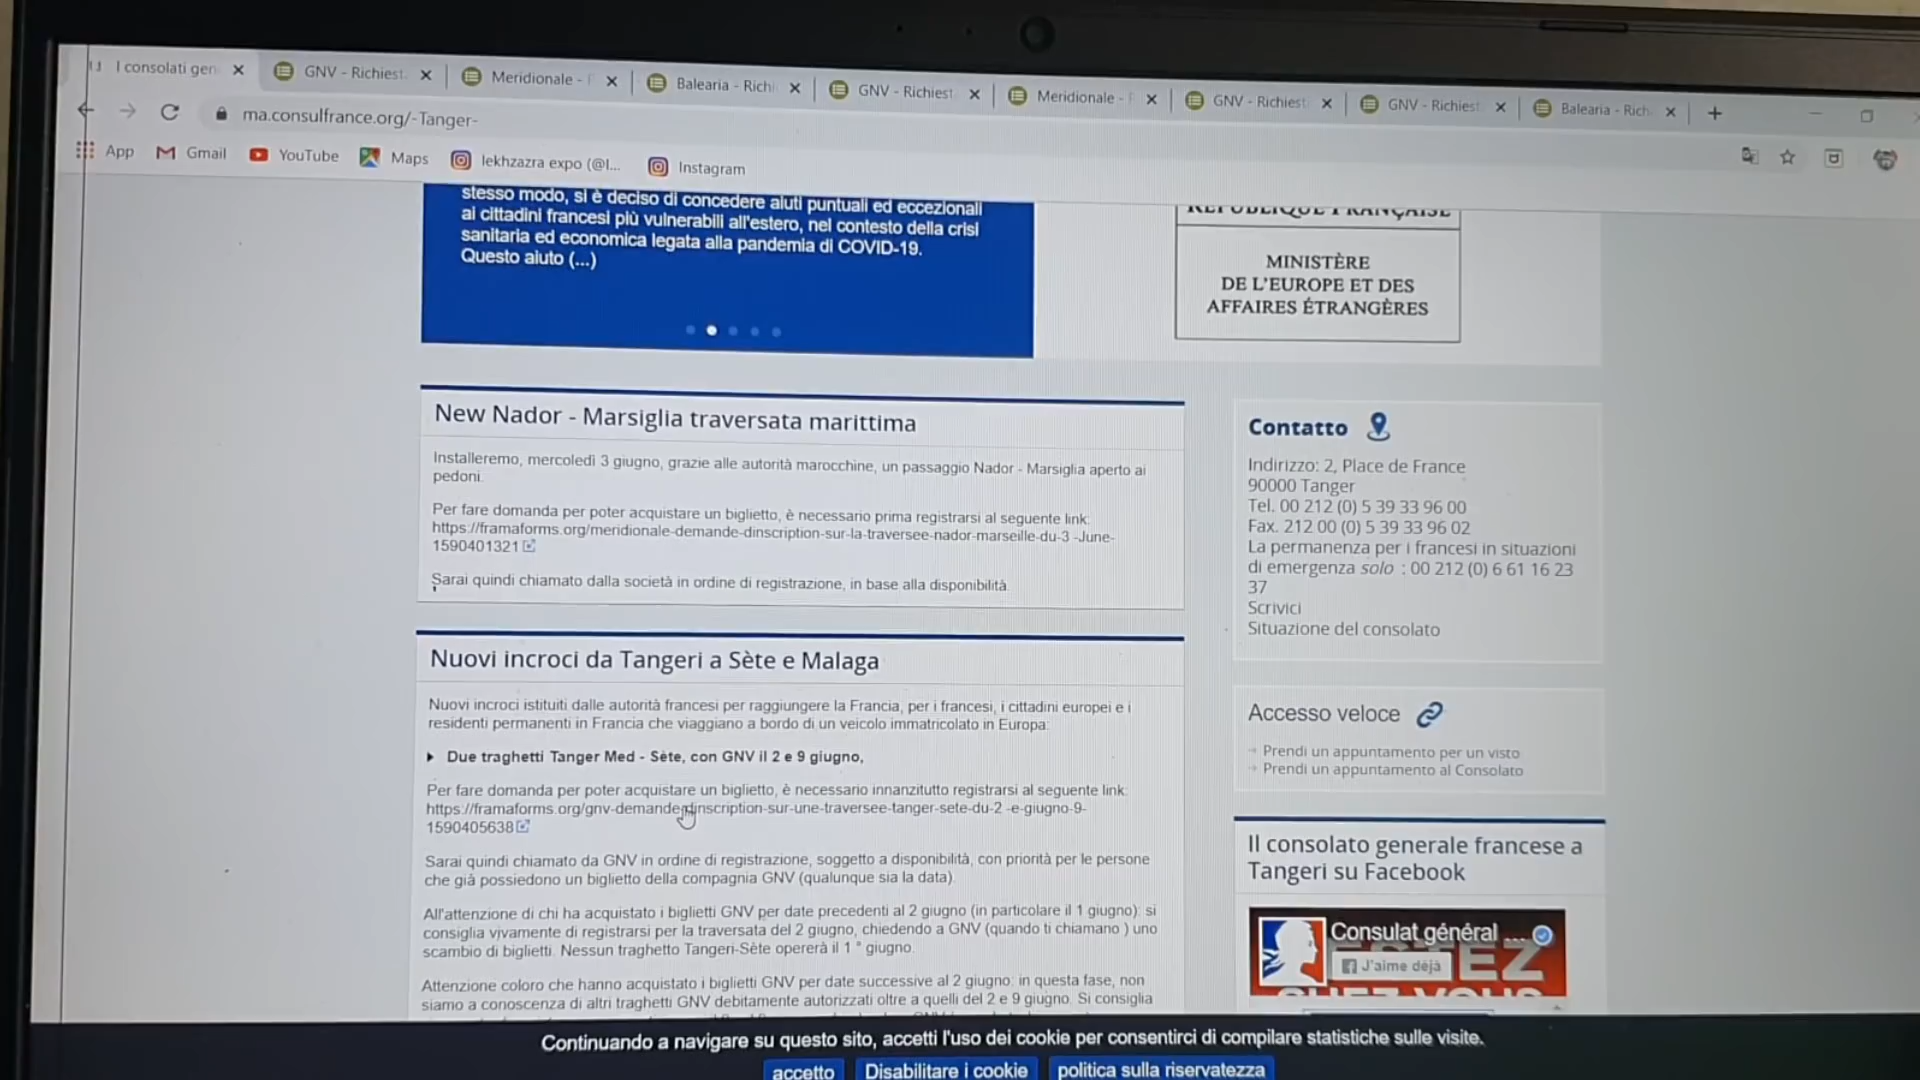 I consolati gen
GNV - Richiest
Meridionale - F
Balearia - Richi
GNV - Richiest
Meridionale - F
GNV - Richiest
GNV - Richiest
Balearia - Rich
ma.consulfrance.org/-Tanger-
App
Gmail
YouTube
Maps
lekhzazra expo (@l...
Instagram
stesso modo, si è deciso di concedere aiuti puntuali ed eccezionali
ai cittadini francesi più vulnerabili all'estero, nel contesto della crisi
sanitaria ed economica legata alla pandemia di COVID-19.
Questo aiuto (...)
RÉPUBLIQUE FRANÇAISE
MINISTÈRE
DE L'EUROPE ET DES
AFFAIRES ÉTRANGÈRES
New Nador - Marsiglia traversata marittima
Installeremo, mercoledì 3 giugno, grazie alle autorità marocchine, un passaggio Nador - Marsiglia aperto ai
pedoni.
Per fare domanda per poter acquistare un biglietto, è necessario prima registrarsi al seguente link:
https://framaforms.org/meridionale-demande-dinscription-sur-la-traversee-nador-marseille-du-3 -June-
1590401321
Sarai quindi chiamato dalla società in ordine di registrazione, in base alla disponibilità.
Nuovi incroci da Tangeri a Sète e Malaga
Nuovi incroci istituiti dalle autorità francesi per raggiungere la Francia, per i francesi, i cittadini europei e i
residenti permanenti in Francia che viaggiano a bordo di un veicolo immatricolato in Europa:
Due traghetti Tanger Med - Sète, con GNV il 2 e 9 giugno,
Per fare domanda per poter acquistare un biglietto, è necessario innanzitutto registrarsi al seguente link:
https://framaforms.org/gnv-demande-dinscription-sur-une-traversee-tanger-sete-du-2 -e-giugno-9-
1590405638
Sarai quindi chiamato da GNV in ordine di registrazione, soggetto a disponibilità, con priorità per le persone
che già possiedono un biglietto della compagnia GNV (qualunque sia la data).
All'attenzione di chi ha acquistato i biglietti GNV per date precedenti al 2 giugno (in particolare il 1 giugno): si
consiglia vivamente di registrarsi per la traversata del 2 giugno, chiedendo a GNV (quando ti chiamano ) uno
scambio di biglietti. Nessun traghetto Tangeri-Sète opererà il 1 ° giugno.
Attenzione coloro che hanno acquistato i biglietti GNV per date successive al 2 giugno: in questa fase, non
siamo a conoscenza di altri traghetti GNV debitamente autorizzati oltre a quelli del 2 e 9 giugno. Si consiglia
Contatto
Indirizzo: 2, Place de France
90000 Tanger
Tel. 00 212 (0) 5 39 33 96 00
Fax. 212 00 (0) 5 39 33 96 02
La permanenza per i francesi in situazioni
di emergenza solo : 00 212 (0) 6 61 16 23
37
Scrivici
Situazione del consolato
Accesso veloce
Prendi un appuntamento per un visto
Prendi un appuntamento al Consolato
Il consolato generale francese a
Tangeri su Facebook
Consulat général ...
J'aime déjà
EZ
CHEZ VOUS
Continuando a navigare su questo sito, accetti l'uso dei cookie per consentirci di compilare statistiche sulle visite.
accetto
Disabilitare i cookie
politica sulla riservatezza